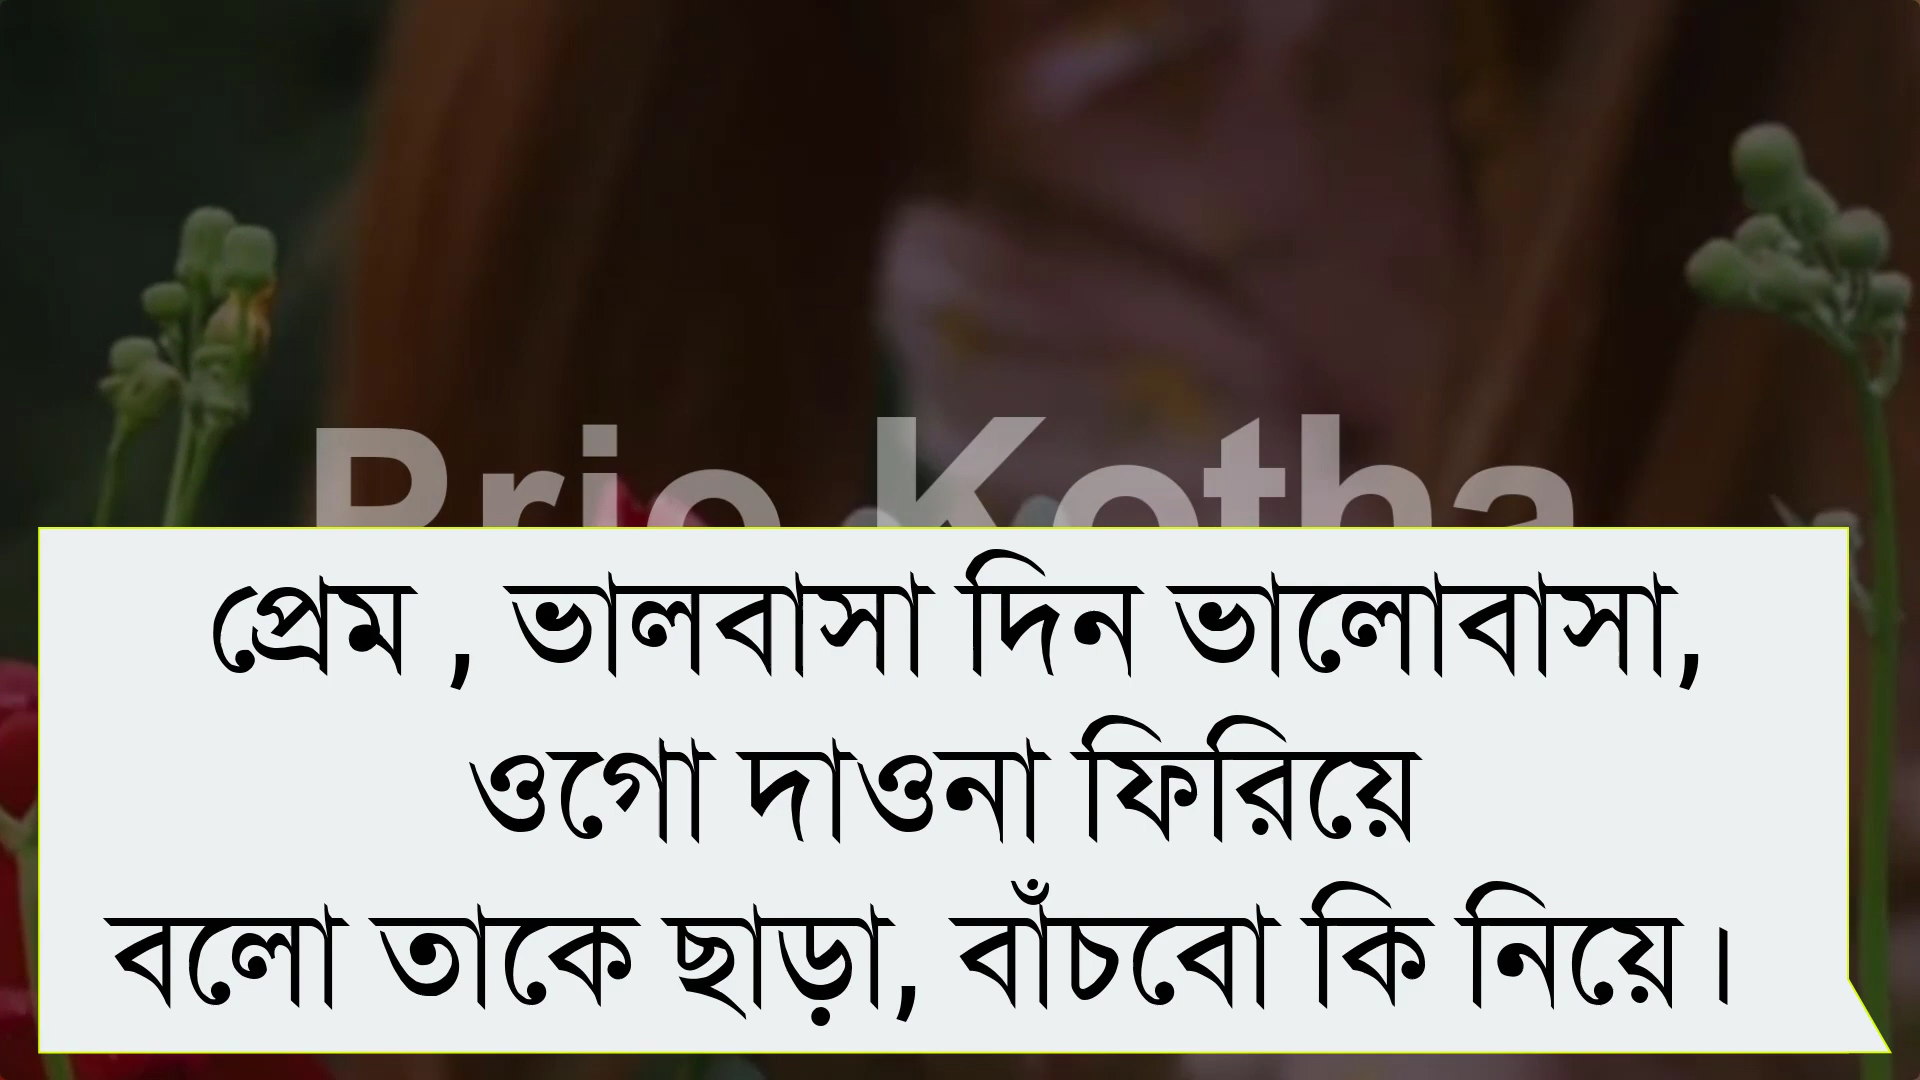 Prio Kotha
প্রেম , ভালবাসা দিন ভালোবাসা,
ওগো দাওনা ফিরিয়ে
বলো তাকে ছাড়া, বাঁচবো কি নিয়ে।